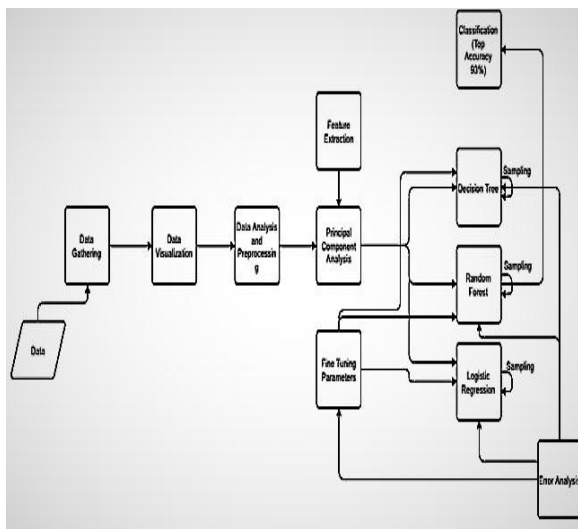 Classification
(Top
Accuracy
93%)
Feature
Extraction
Sampling
Decision Tree
Data
Gathering
Data
Visualization
Data Analysis
and
Preprocessin
g
Principal
Component
Analysis
Sampling
Random
Forest
Data
Fine Tuning
Parameters
Sampling
Logistic
Regression
Error Analysis